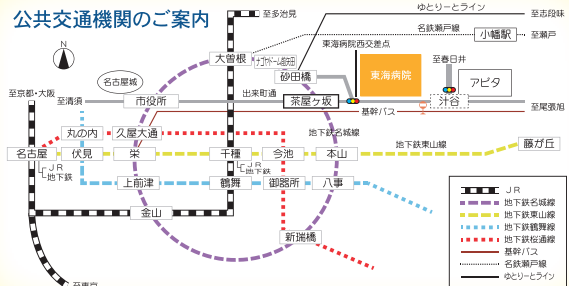 公共交通機関のご案内
至多治見
ゆとりーとライン
至志段味
名鉄瀬戸線
小幡駅
至瀬戸
N
東海病院西交差点
大曽根
ナゴヤドーム前矢田
砂田橋
東海病院
至春日井
アピタ
名古屋城
至京都・大阪
至清須
市役所
出来町通
茶屋ヶ坂
汁谷
基幹バス
至尾張旭
丸の内
久屋大通
地下鉄名城線
地下鉄東山線
藤が丘
名古屋
伏見
栄
千種
今池
本山
JR
地下鉄
JR
地下鉄
上前津
鶴舞
御器所
八事
金山
新瑞橋
至東京
JR
地下鉄名城線
地下鉄東山線
地下鉄鶴舞線
地下鉄桜通線
基幹バス
名鉄瀬戸線
ゆとりーとライン